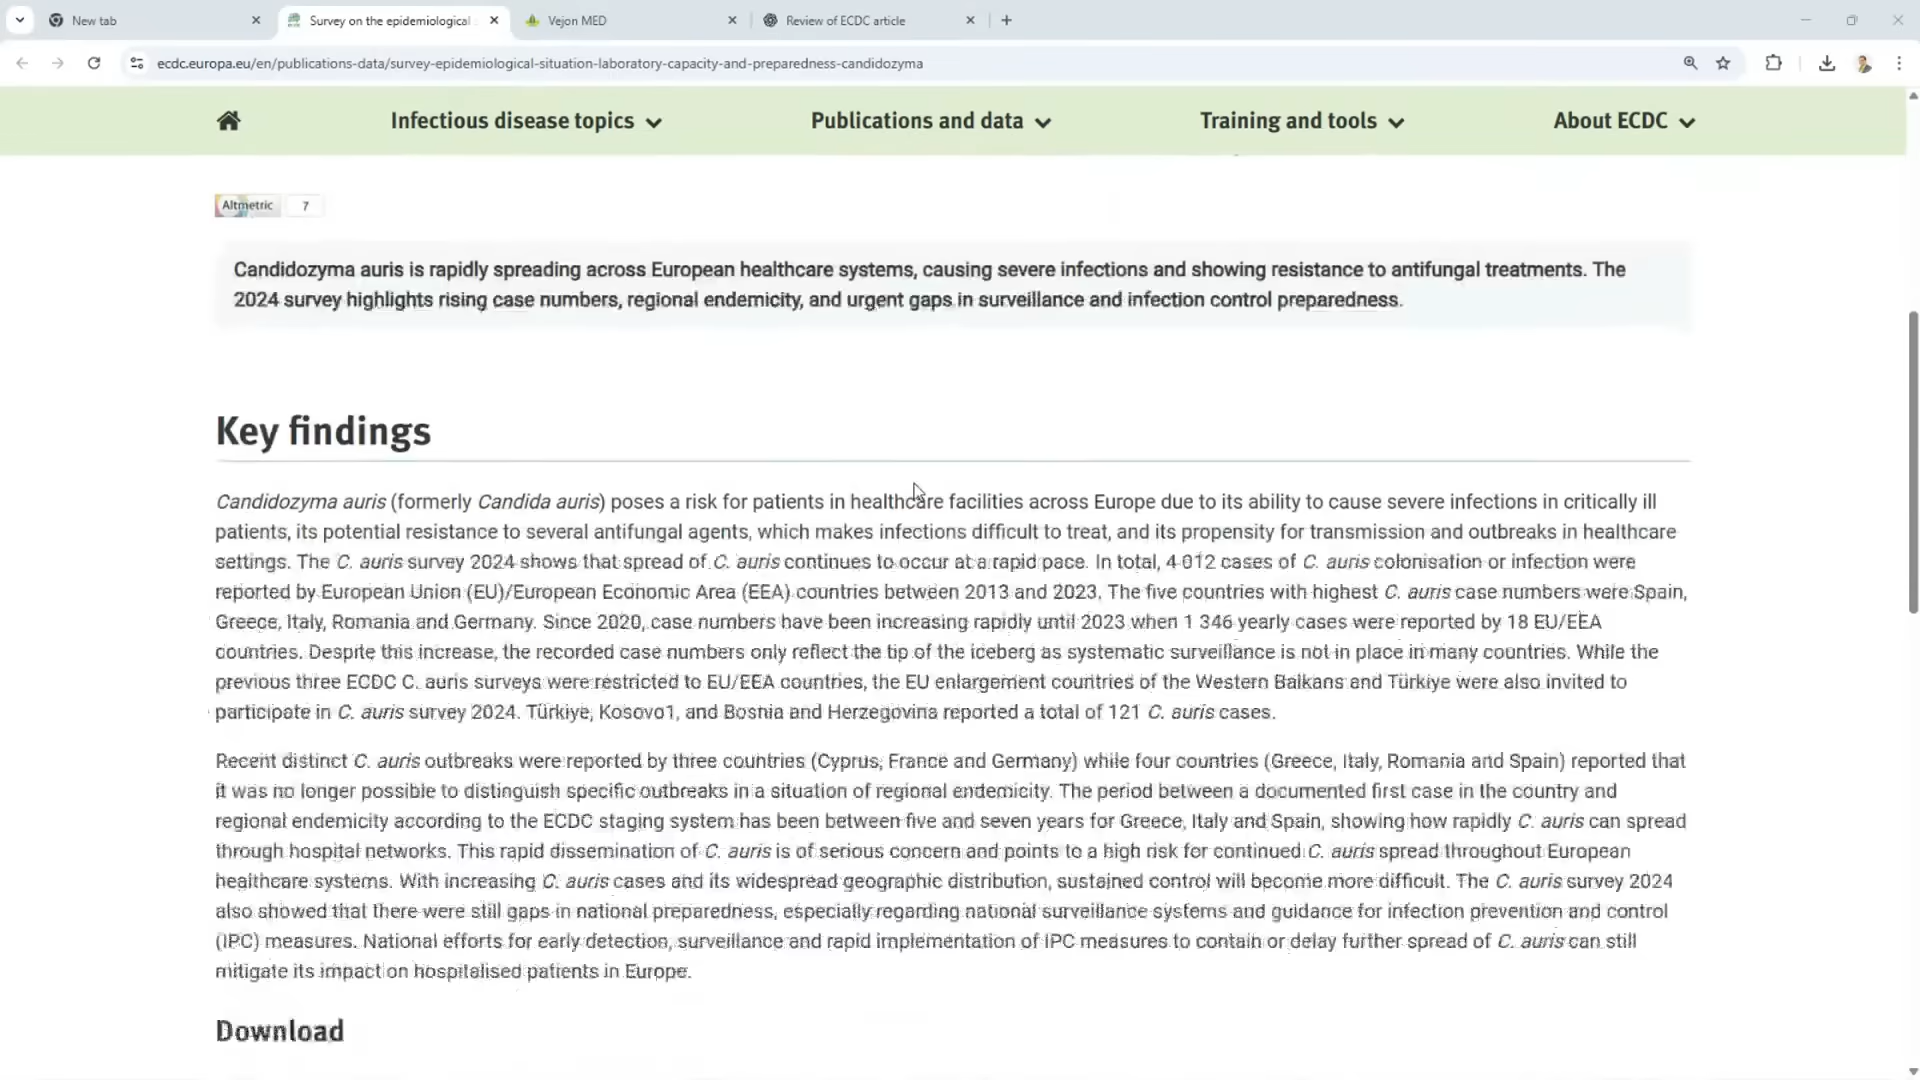 New tab
Survey on the epidemiological
Vejon MED
Review of ECDC article
ecdc.europa.eu/en/publications-data/survey-epidemiological-situation-laboratory-capacity-and-preparedness-candidozyma
Infectious disease topics
Publications and data
Training and tools
About ECDC
Altmetric 7
Candidozyma auris is rapidly spreading across European healthcare systems, causing severe infections and showing resistance to antifungal treatments. The
2024 survey highlights rising case numbers, regional endemicity, and urgent gaps in surveillance and infection control preparedness.
Key findings
Candidozyma auris (formerly Candida auris) poses a risk for patients in healthcare facilities across Europe due to its ability to cause severe infections in critically ill
patients, its potential resistance to several antifungal agents, which makes infections difficult to treat, and its propensity for transmission and outbreaks in healthcare
settings. The C. auris survey 2024 shows that spread of C. auris continues to occur at a rapid pace. In total, 4 012 cases of C. auris colonisation or infection were
reported by European Union (EU)/European Economic Area (EEA) countries between 2013 and 2023. The five countries with highest C. auris case numbers were Spain,
Greece, Italy, Romania and Germany. Since 2020, case numbers have been increasing rapidly until 2023 when 1 346 yearly cases were reported by 18 EU/EEA
countries. Despite this increase, the recorded case numbers only reflect the tip of the iceberg as systematic surveillance is not in place in many countries. While the
previous three ECDC C. auris surveys were restricted to EU/EEA countries, the EU enlargement countries of the Western Balkans and Türkiye were also invited to
participate in C. auris survey 2024. Türkiye, Kosovo1, and Bosnia and Herzegovina reported a total of 121 C. auris cases.
Recent distinct C. auris outbreaks were reported by three countries (Cyprus, France and Germany) while four countries (Greece, Italy, Romania and Spain) reported that
it was no longer possible to distinguish specific outbreaks in a situation of regional endemicity. The period between a documented first case in the country and
regional endemicity according to the ECDC staging system has been between five and seven years for Greece, Italy and Spain, showing how rapidly C. auris can spread
through hospital networks. This rapid dissemination of C. auris is of serious concern and points to a high risk for continued C. auris spread throughout European
healthcare systems. With increasing C. auris cases and its widespread geographic distribution, sustained control will become more difficult. The C. auris survey 2024
also showed that there were still gaps in national preparedness, especially regarding national surveillance systems and guidance for infection prevention and control
(IPC) measures. National efforts for early detection, surveillance and rapid implementation of IPC measures to contain or delay further spread of C. auris can still
mitigate its impact on hospitalised patients in Europe.
Download